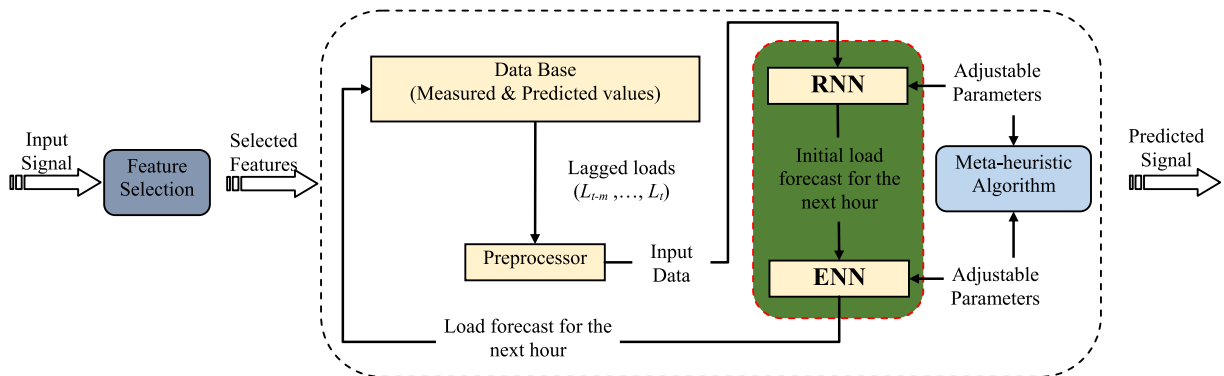 Input
Signal
Feature
Selection
Selected
Features
Data Base
(Measured & Predicted values)
Lagged loads
(Lt-m ,…, Lt)
Preprocessor
Input
Data
Load forecast for the
next hour
RNN
Initial load
forecast for the
next hour
ENN
Adjustable
Parameters
Meta-heuristic
Algorithm
Adjustable
Parameters
Predicted
Signal